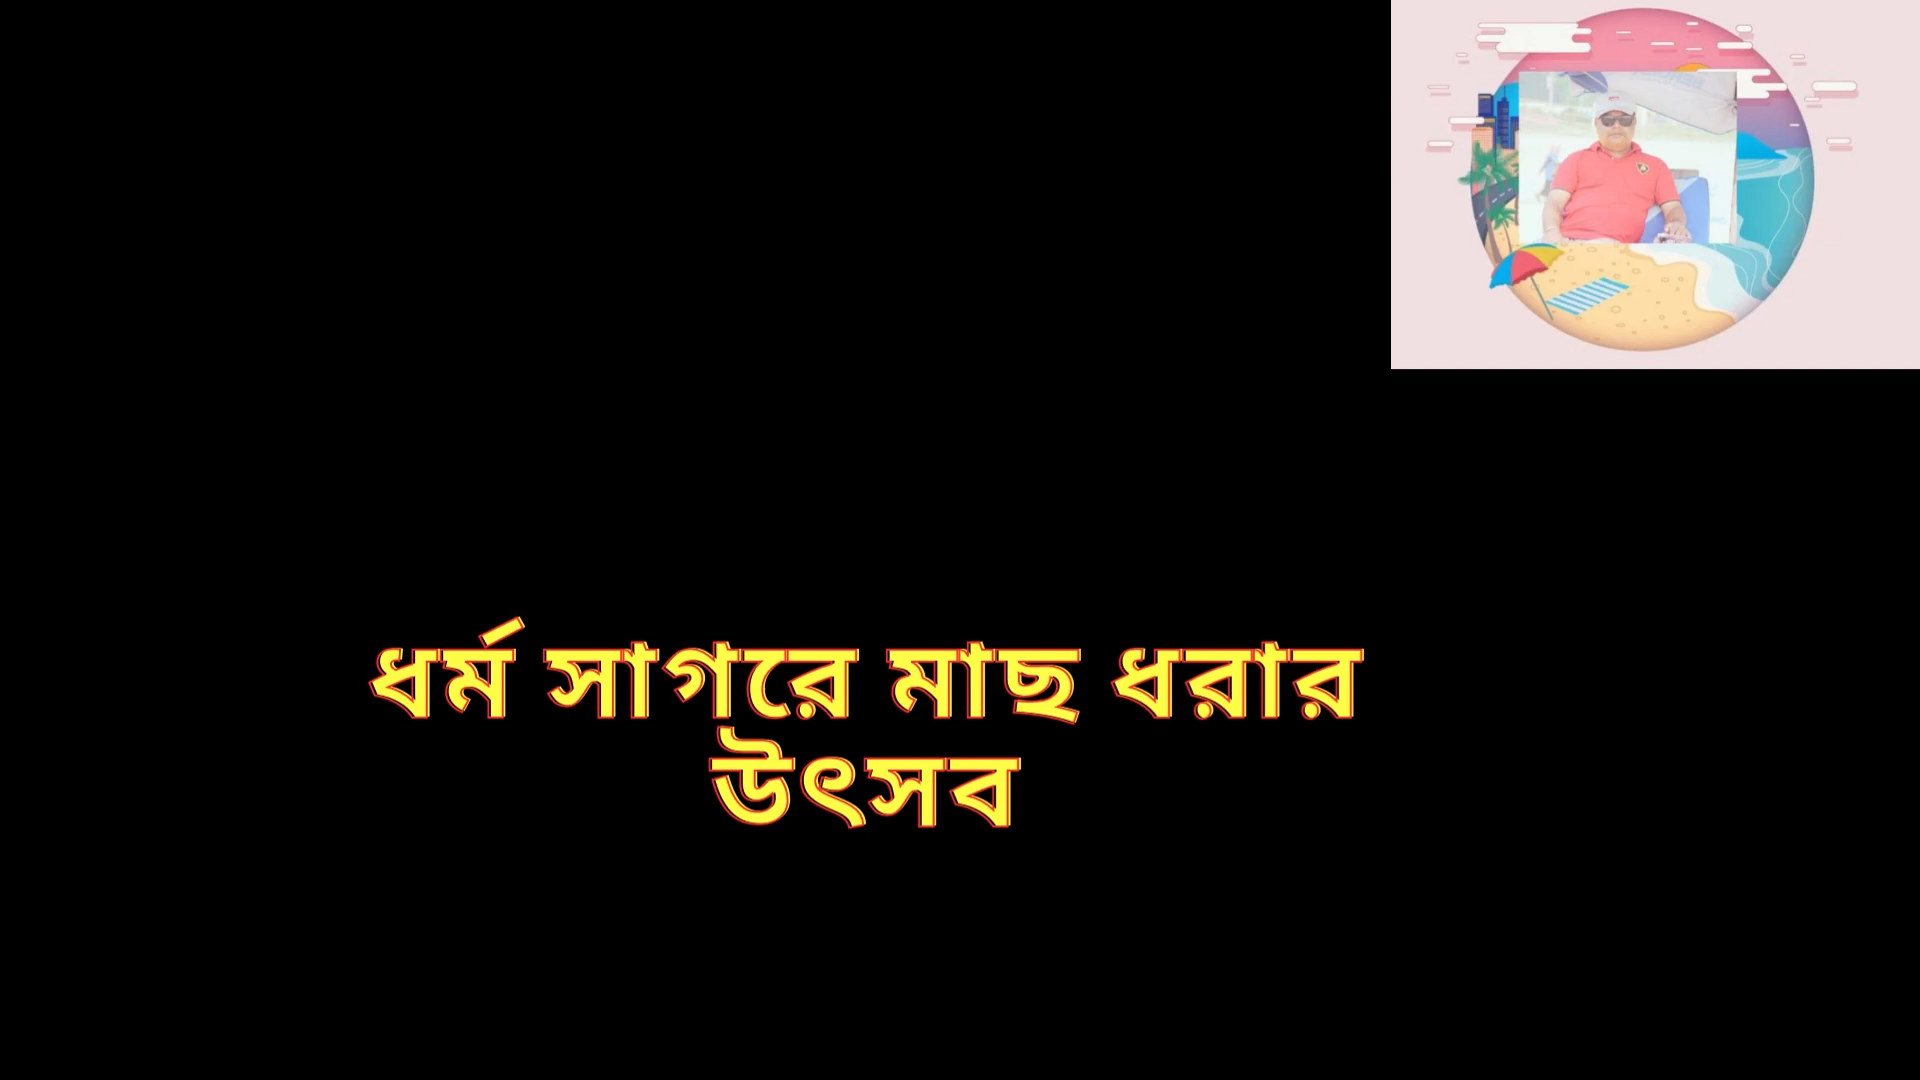 ধর্ম সাগরে মাছ ধরার
উৎসব